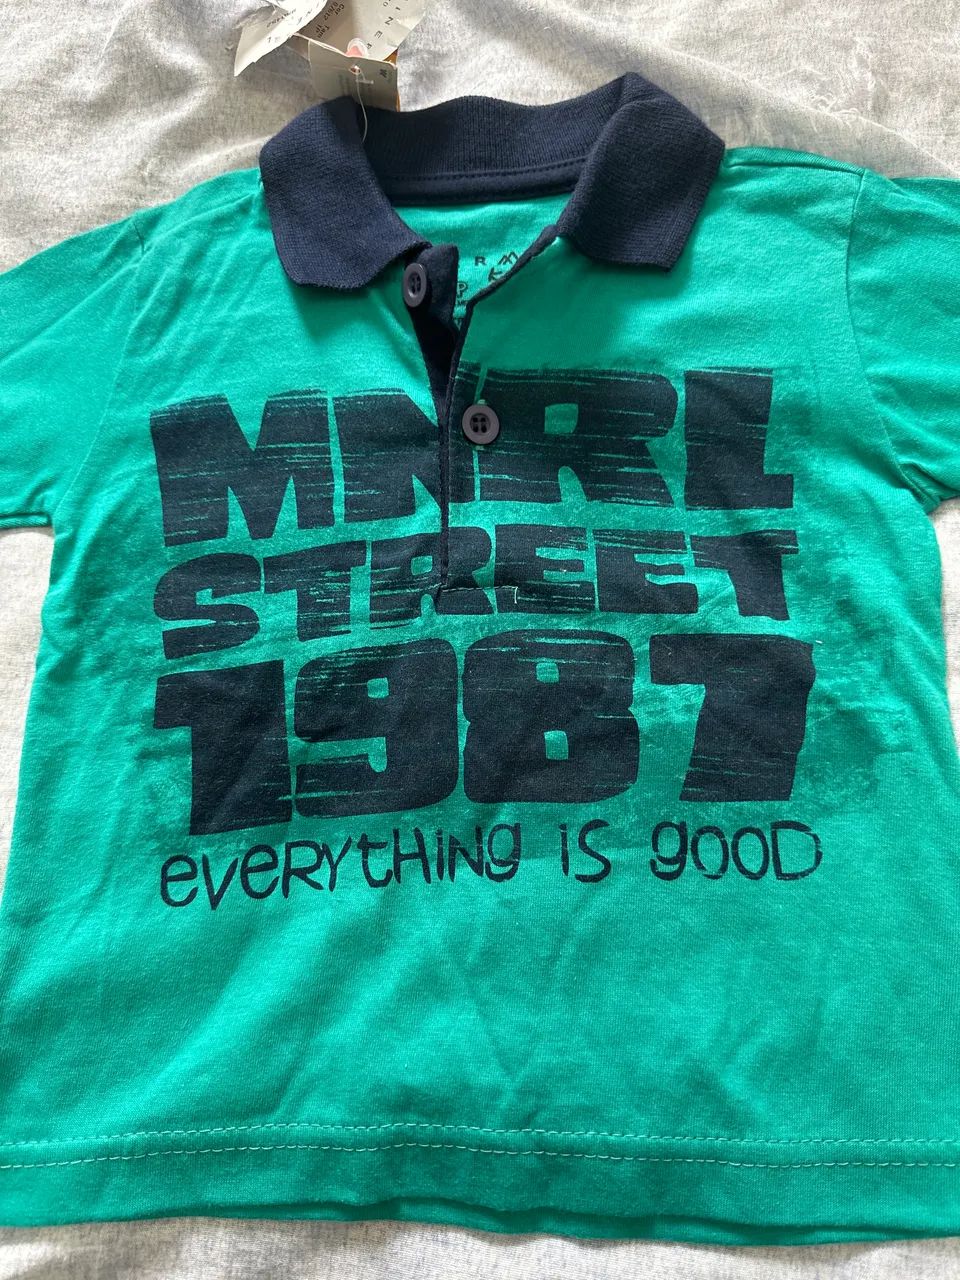 MNRL
STREET
1987
everything is good